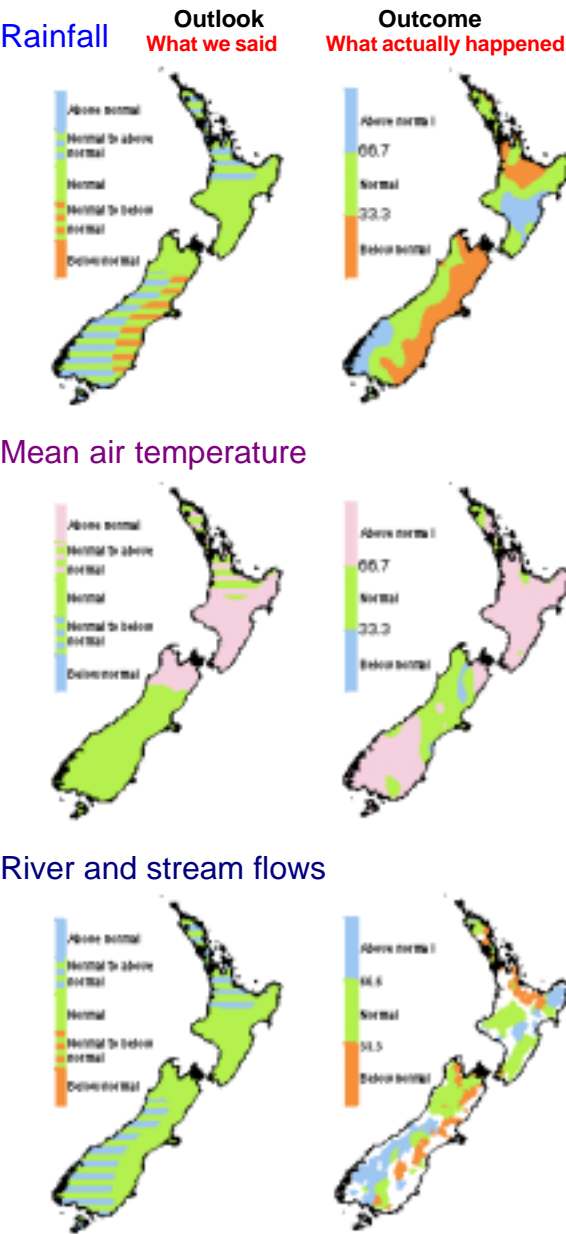 Rainfall
Outlook
What we said
Outcome
What actually happened
Above normal
Normal to above
normal
Normal
Normal to below
normal
Below normal
Above normal
66.7
Normal
33.3
Below normal
Mean air temperature
Above normal
Normal to above
normal
Normal
Normal to below
normal
Below normal
Above normal
66.7
Normal
33.3
Below normal
River and stream flows
Above normal
Normal to above
normal
Normal
Normal to below
normal
Below normal
Above normal
Normal
Below normal